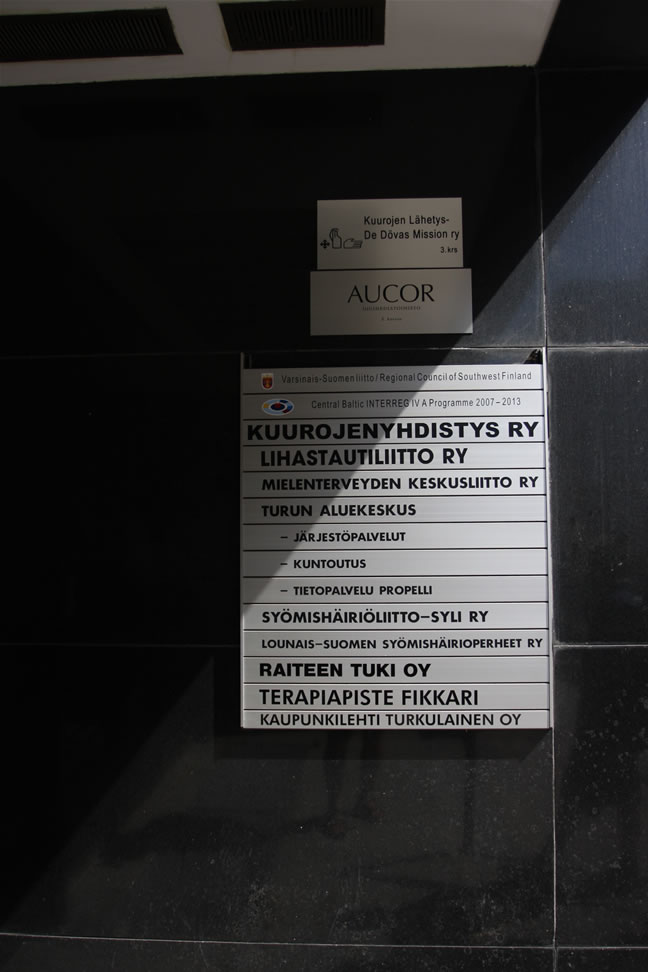 Kuurojen Lähetys-
De Dövas Mission ry
3.krs
AUCOR
Varsinais-Suomen liitto / Regional Council of Southwest Finland
Central Baltic INTERREG IV A Programme 2007–2013
KUUROJENYHDISTYS RY
LIHASTAUTILIITTO RY
MIELENTERVEYDEN KESKUSLIITTO RY
TURUN ALUEKESKUS
– JÄRJESTÖPALVELUT
– KUNTOUTUS
– TIETOPALVELU PROPELLI
SYÖMISHÄIRIÖLIITTO–SYLI RY
LOUNAIS–SUOMEN SYÖMISHÄIRIOPERHEET RY
RAITEEN TUKI OY
TERAPIAPISTE FIKKARI
KAUPUNKILEHTI TURKULAINEN OY